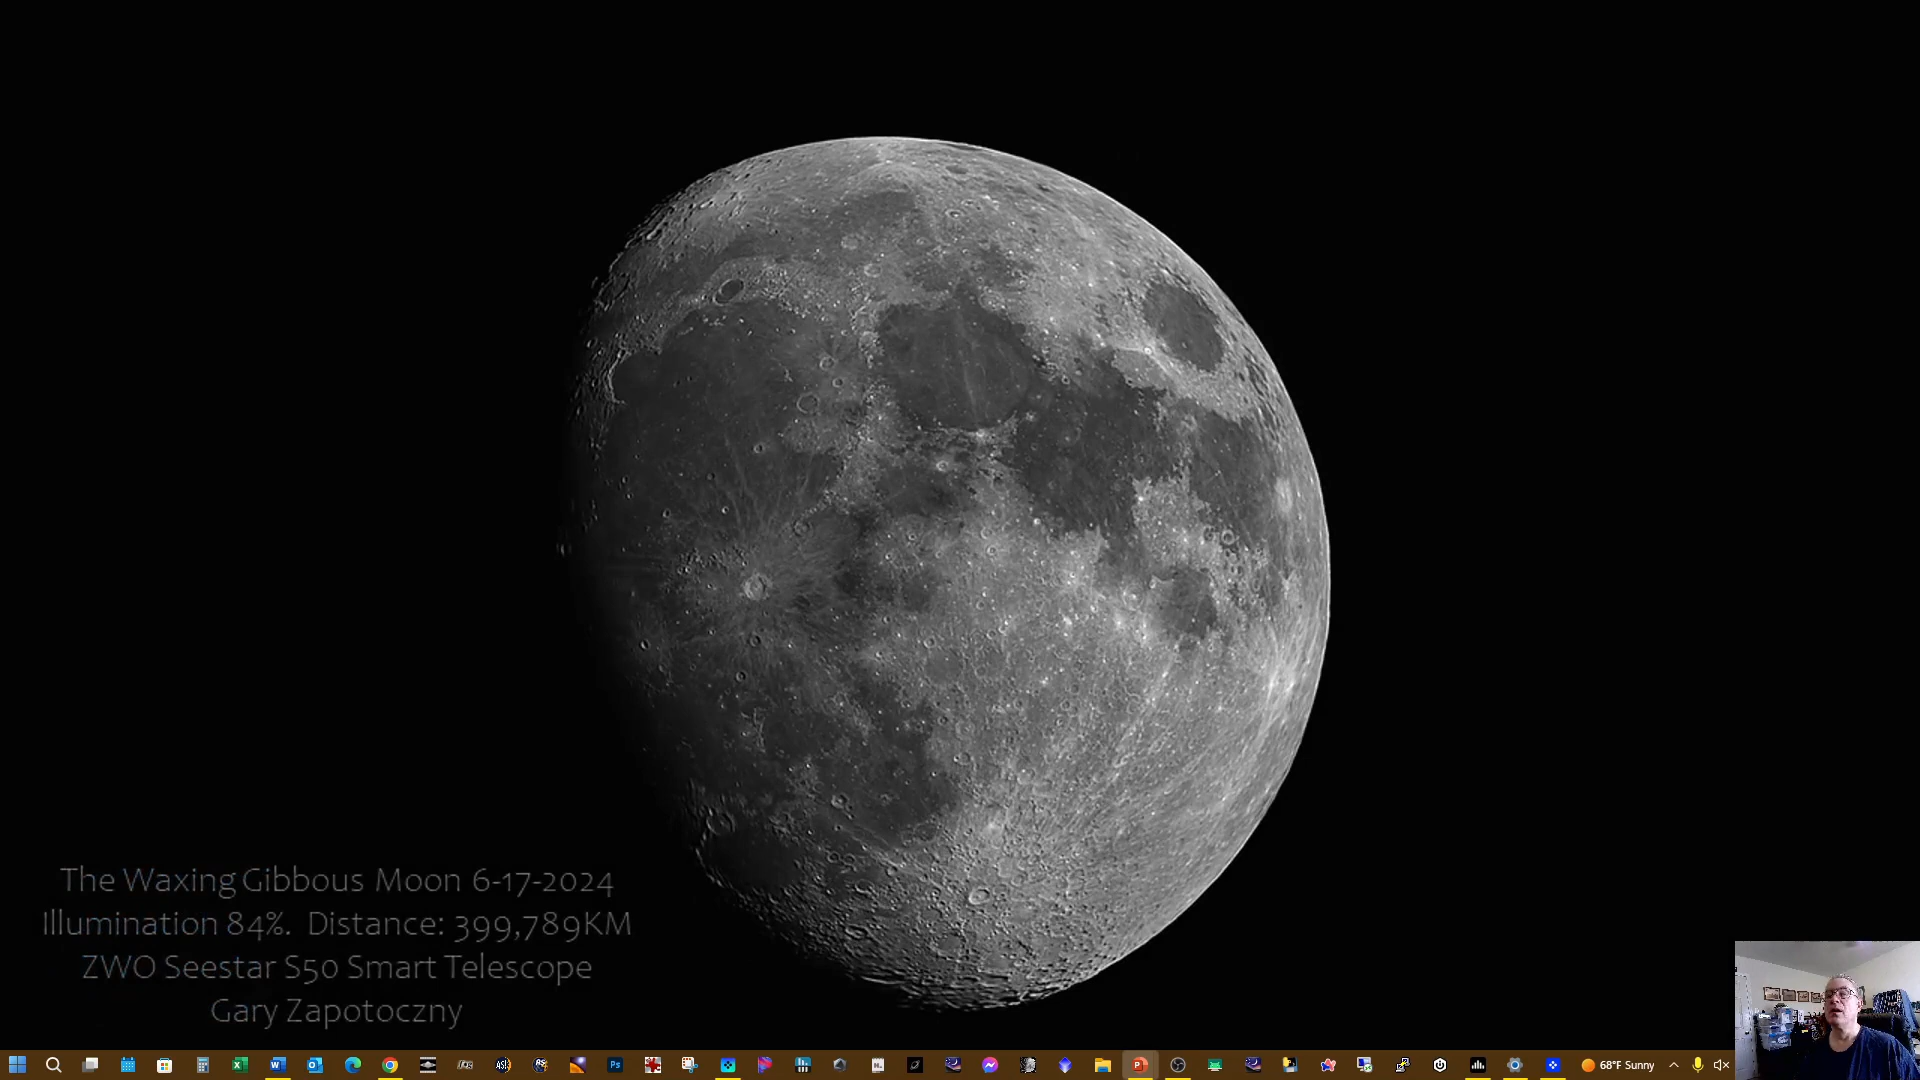 The Waxing Gibbous Moon 6-17-2024
Illumination 84%. Distance: 399,789KM
ZWO Seestar S50 Smart Telescope
Gary Zapotoczny
68°F Sunny